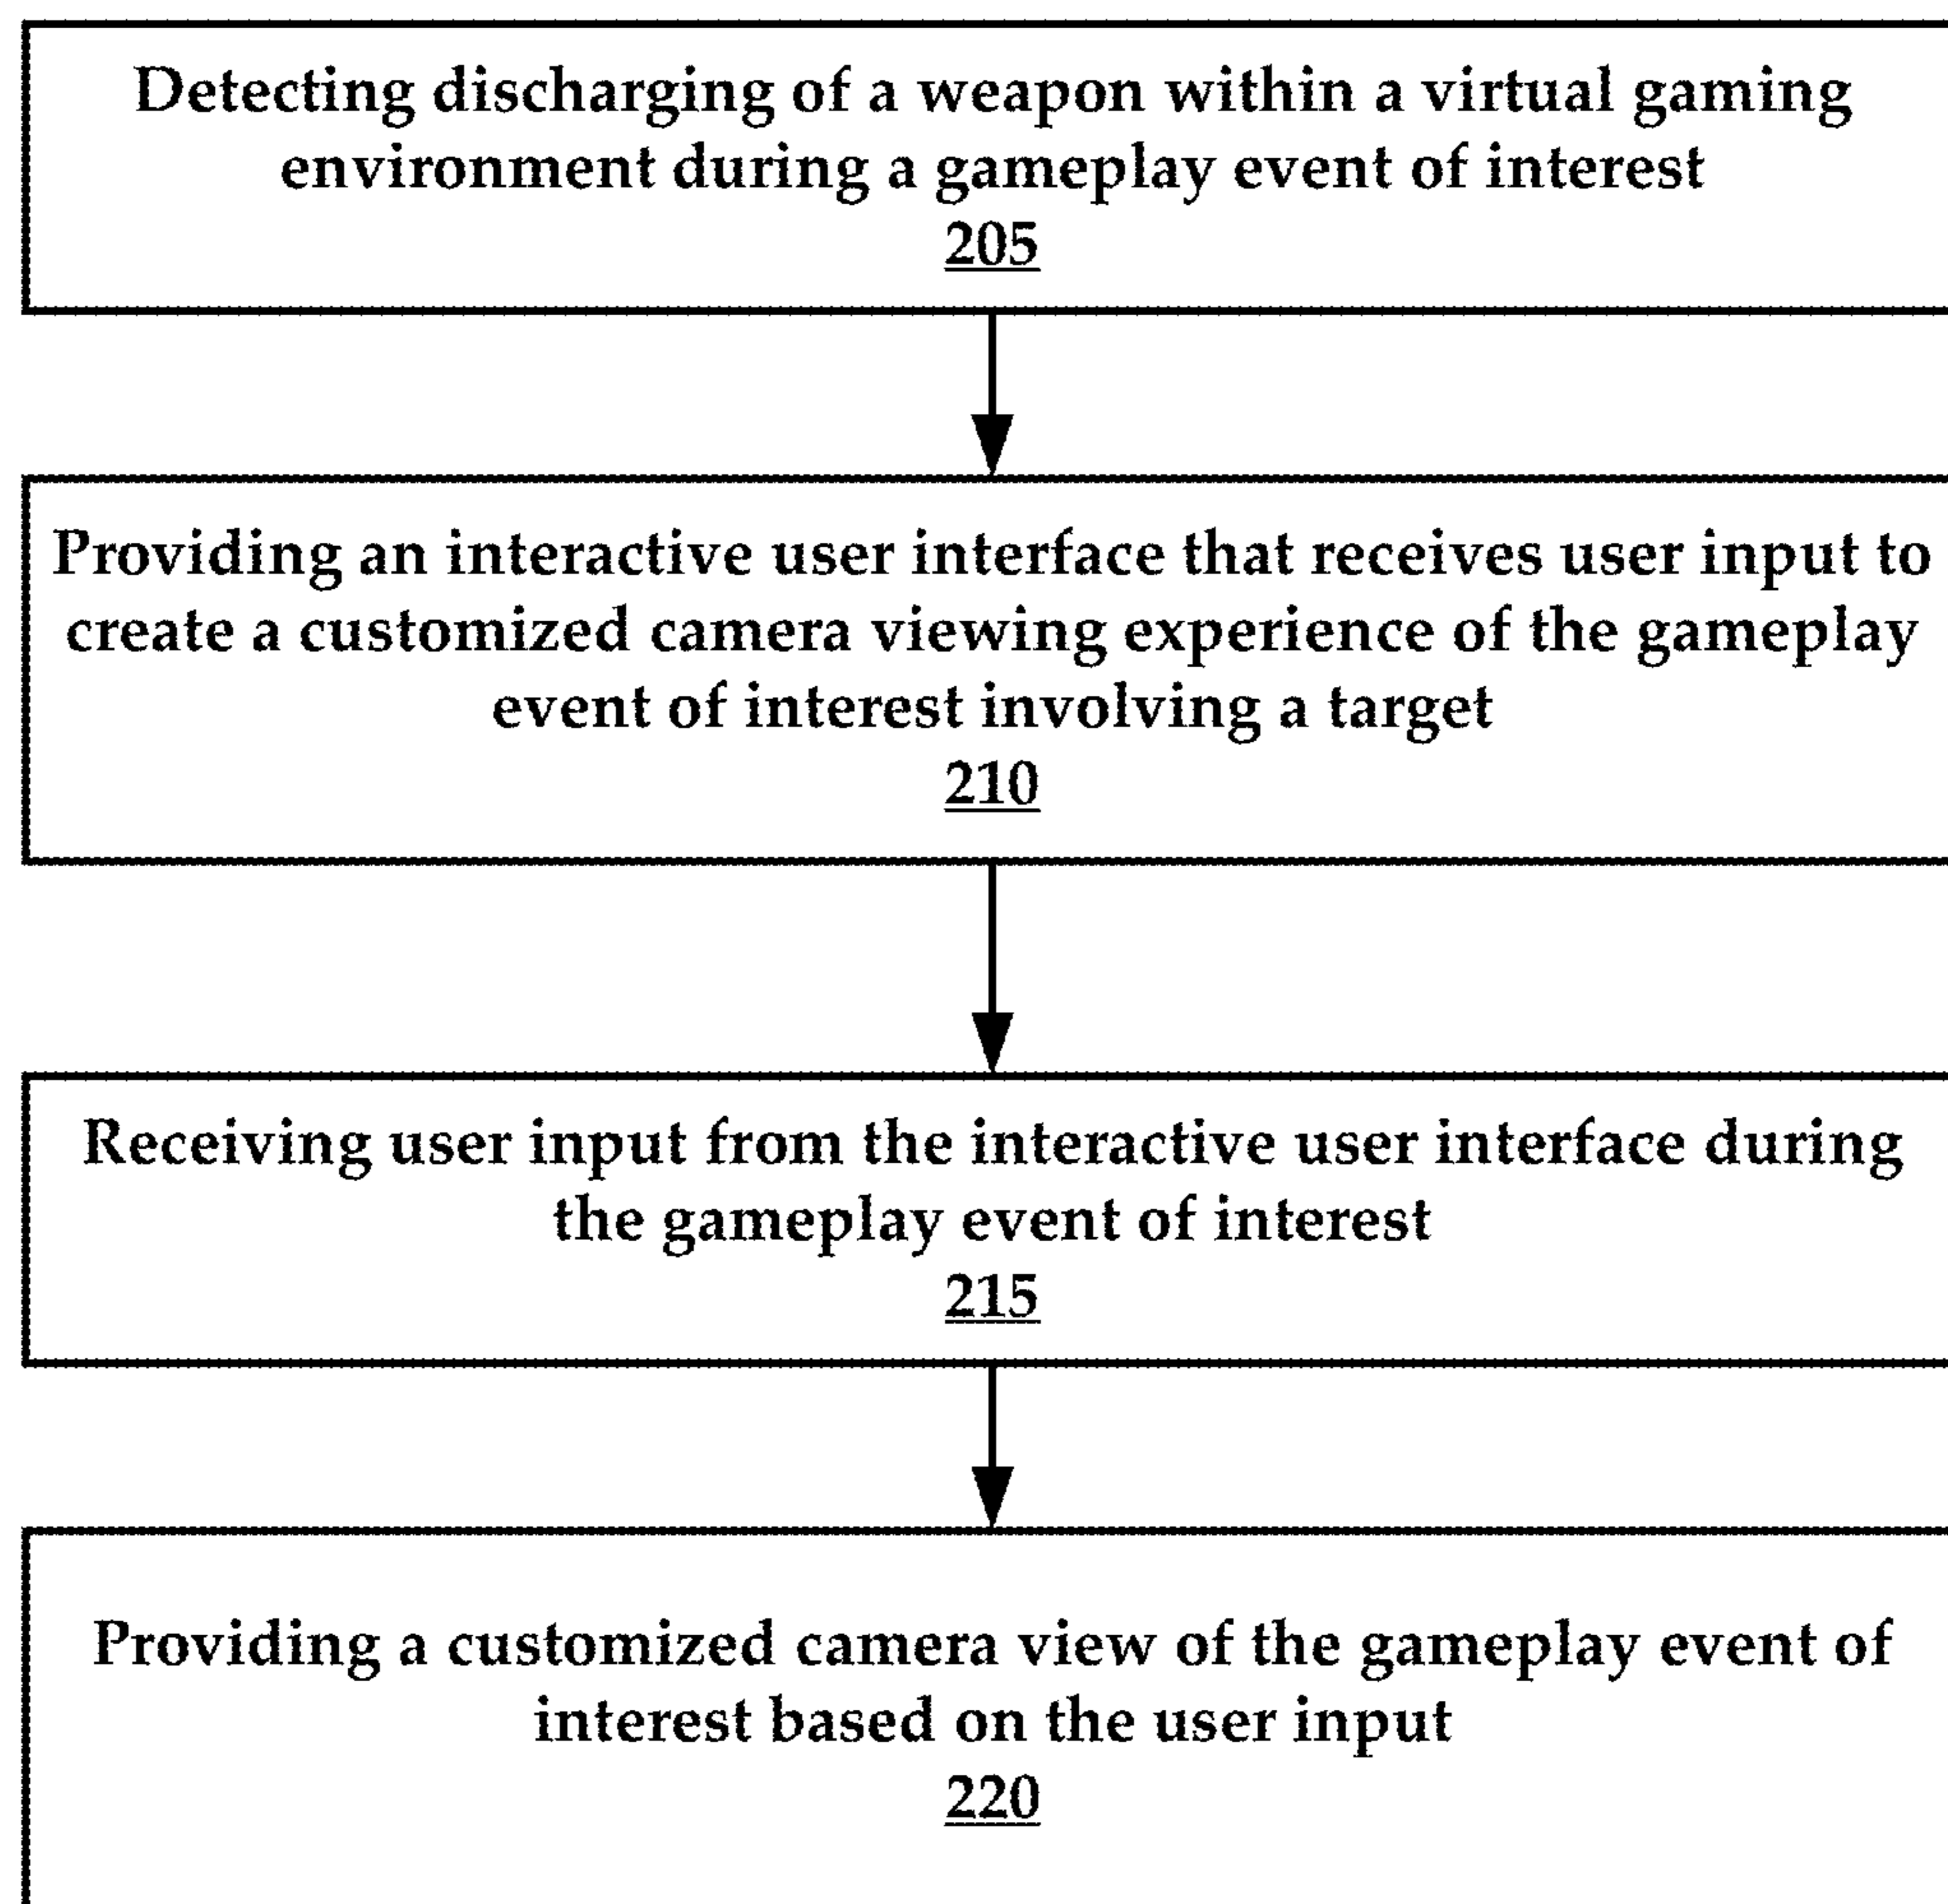 Detecting discharging of a weapon within a virtual gaming
environment during a gameplay event of interest
205
Providing an interactive user interface that receives user input to
create a customized camera viewing experience of the gameplay
event of interest involving a target
210
Receiving user input from the interactive user interface during
the gameplay event of interest
215
Providing a customized camera view of the gameplay event of
interest based on the user input
220